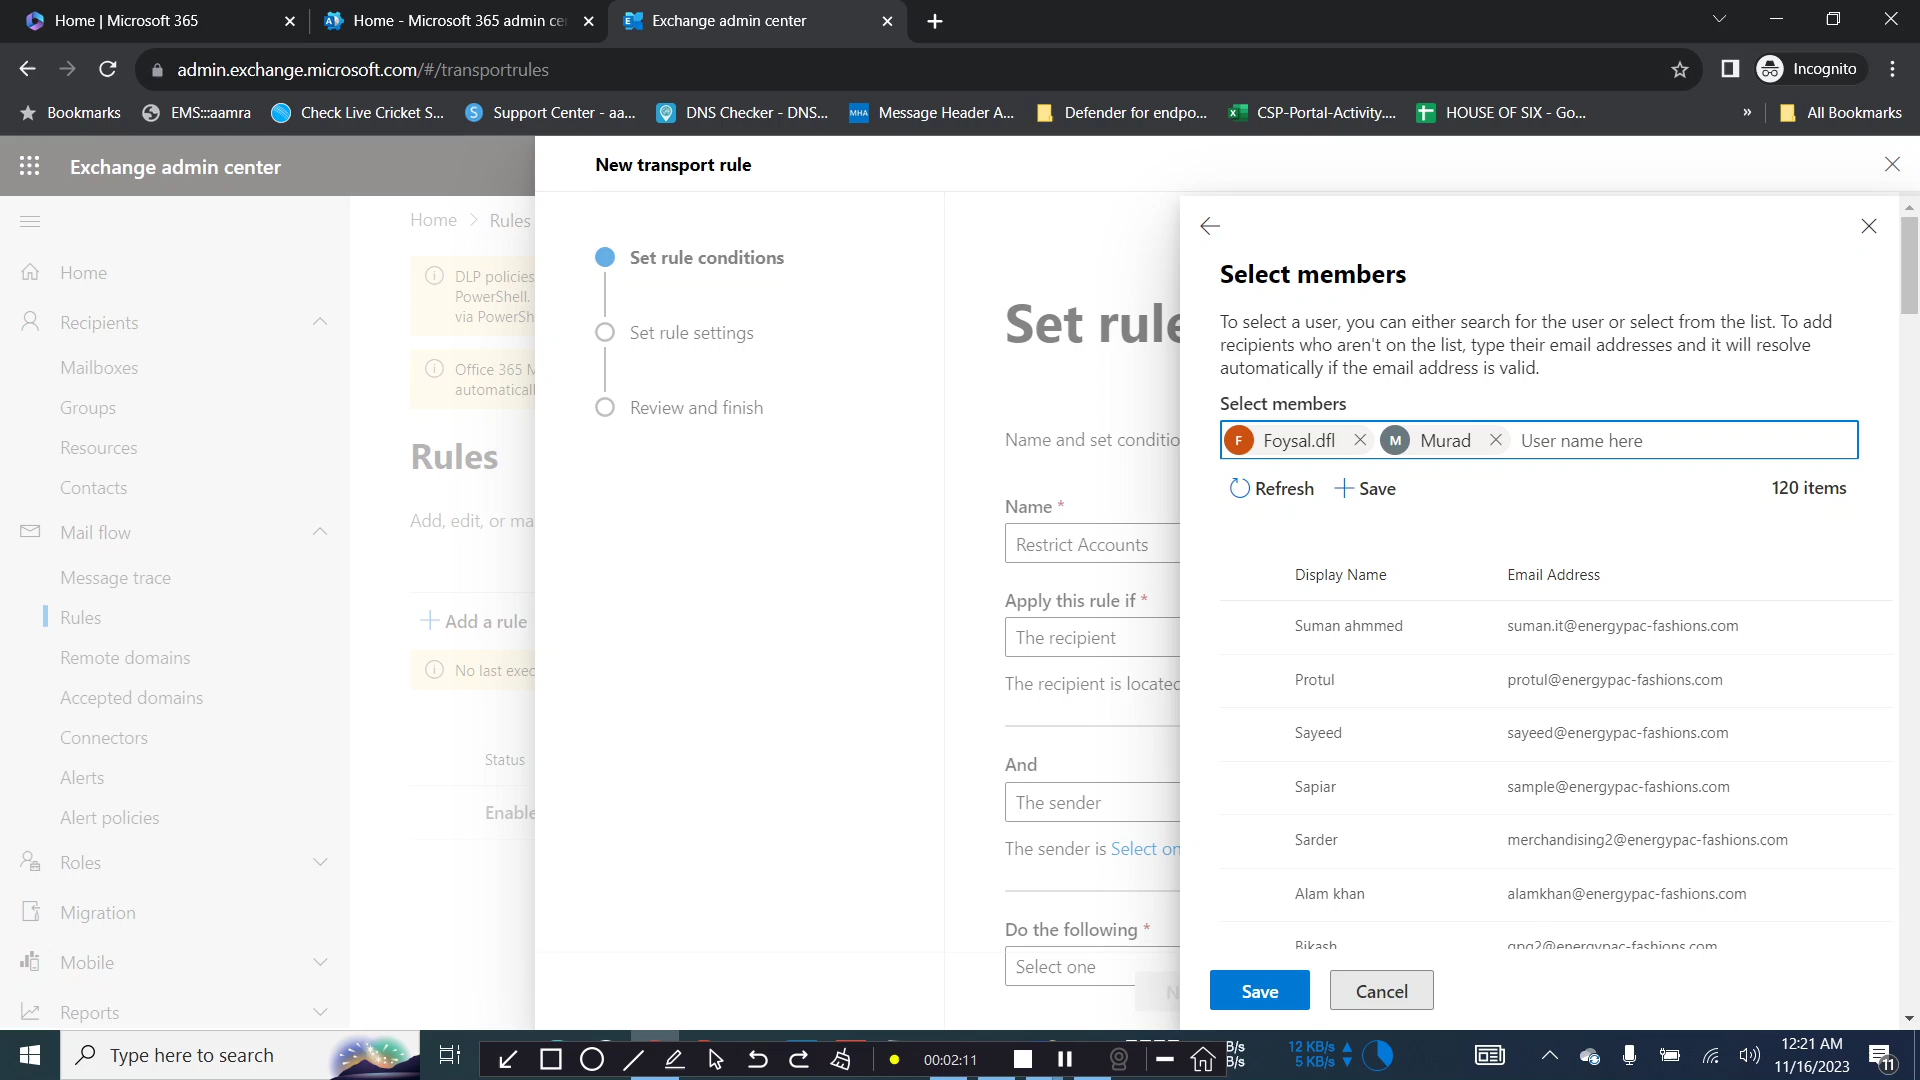 Home | Microsoft 365
Home - Microsoft 365 admin ce
Exchange admin center
admin.exchange.microsoft.com/#/transportrules
Incognito
Bookmarks
EMS:::aamra
Check Live Cricket S...
Support Center - aa...
DNS Checker - DNS...
MHA
Message Header A...
Defender for endpo...
CSP-Portal-Activity....
HOUSE OF SIX - Go...
»
All Bookmarks
Exchange admin center
Home
Recipients
Mailboxes
Groups
Resources
Contacts
Mail flow
Message trace
Rules
Remote domains
Accepted domains
Connectors
Alerts
Alert policies
Roles
Migration
Mobile
Reports
Home > Rules
DLP policies
PowerShell.
via PowerSh
Office 365 M
automaticall
Rules
Add, edit, or ma
Add a rule
No last exec
Status
Enable
New transport rule
Set rule conditions
Set rule settings
Review and finish
Set rule
Name and set conditio
Name *
Restrict Accounts
Apply this rule if *
The recipient
The recipient is located
And
The sender
The sender is Select on
Do the following *
Select one
N
Select members
To select a user, you can either search for the user or select from the list. To add
recipients who aren't on the list, type their email addresses and it will resolve
automatically if the email address is valid.
Select members
F Foysal.dfl M Murad User name here
Refresh Save 120 items
Display Name Email Address
Suman ahmmed suman.it@energypac-fashions.com
Protul protul@energypac-fashions.com
Sayeed sayeed@energypac-fashions.com
Sapiar sample@energypac-fashions.com
Sarder merchandising2@energypac-fashions.com
Alam khan alamkhan@energypac-fashions.com
Bikash gpq2@energypac-fashions.com
Save Cancel
Type here to search
00:02:11
B/s
B/s
12 KB/s
5 KB/s
12:21 AM
11/16/2023
11